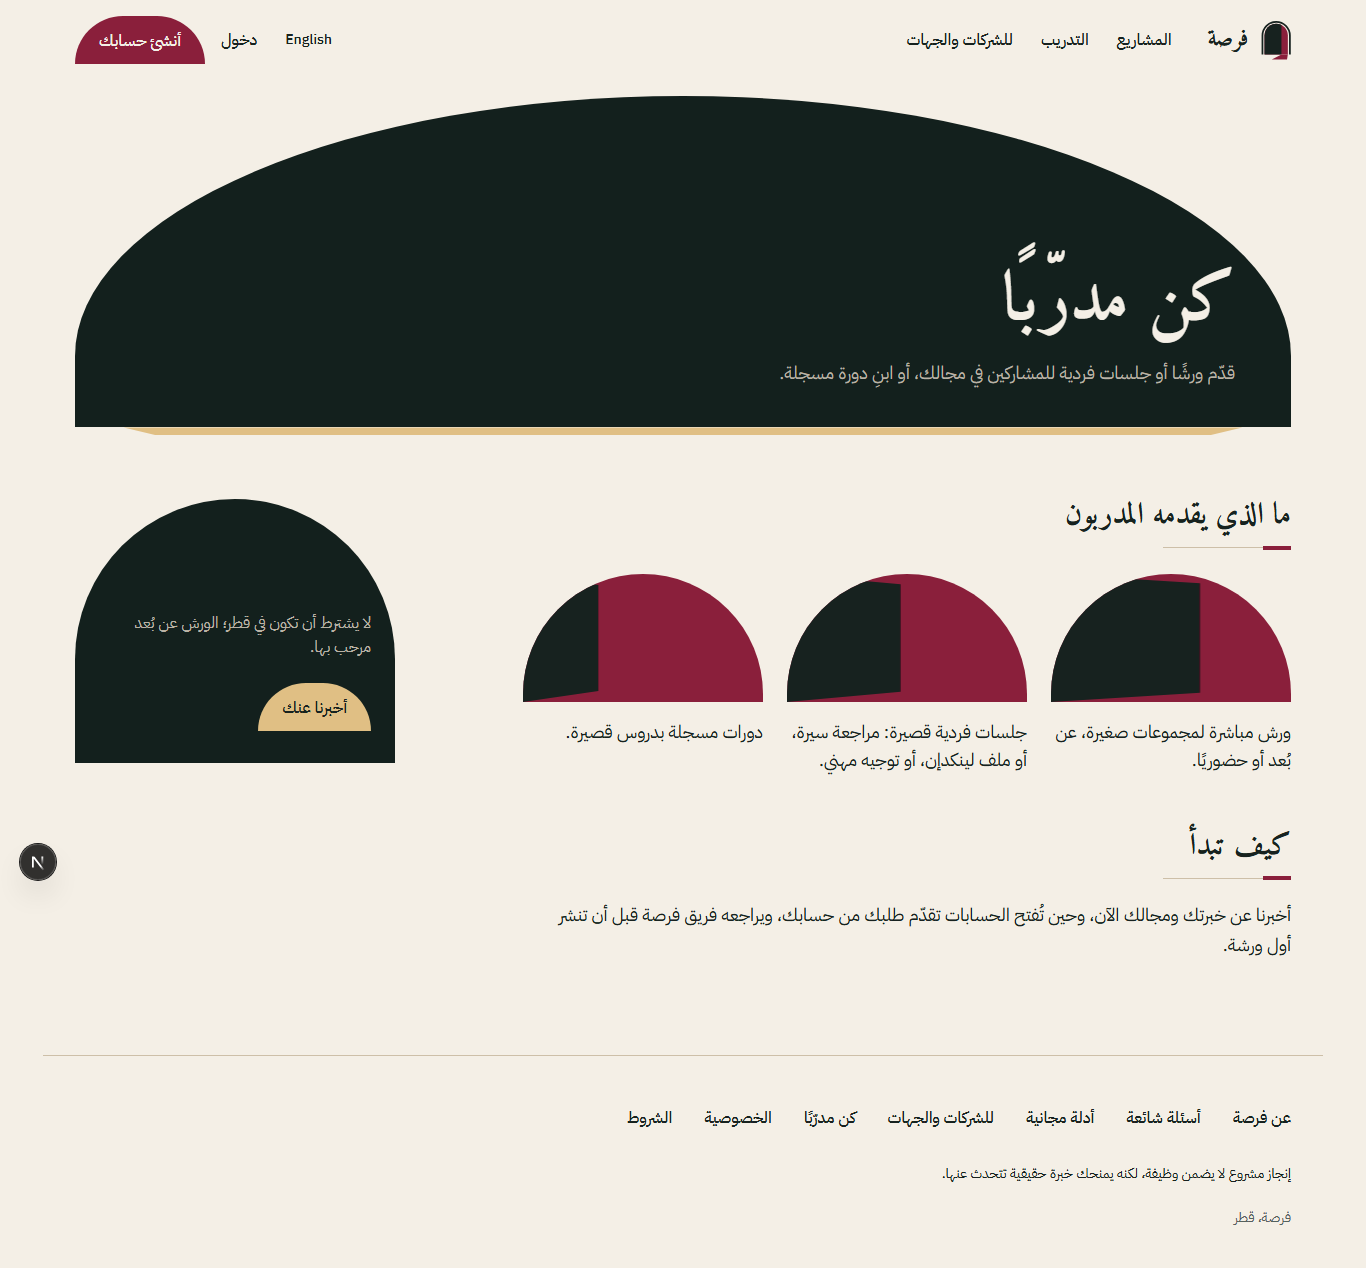 فرصة
المشاريع
التدريب
للشركات والجهات
English
دخول
أنشئ حسابك
كن مدرّبًا
قدّم ورشًا أو جلسات فردية للمشاركين في مجالك، أو ابنِ دورة مسجلة.
ما الذي يقدمه المدربون
ورش مباشرة لمجموعات صغيرة، عن
بُعد أو حضوريًا.
جلسات فردية قصيرة: مراجعة سيرة،
أو ملف لينكدإن، أو توجيه مهني.
دورات مسجلة بدروس قصيرة.
لا يشترط أن تكون في قطر؛ الورش عن بُعد
مرحب بها.
أخبرنا عنك
كيف تبدأ
أخبرنا عن خبرتك ومجالك الآن، وحين تُفتح الحسابات تقدّم طلبك من حسابك، ويراجعه فريق فرصة قبل أن تنشر
أول ورشة.
N
عن فرصة
أسئلة شائعة
أدلة مجانية
للشركات والجهات
كن مدرّبًا
الخصوصية
الشروط
إنجاز مشروع لا يضمن وظيفة، لكنه يمنحك خبرة حقيقية تتحدث عنها.
فرصة، قطر